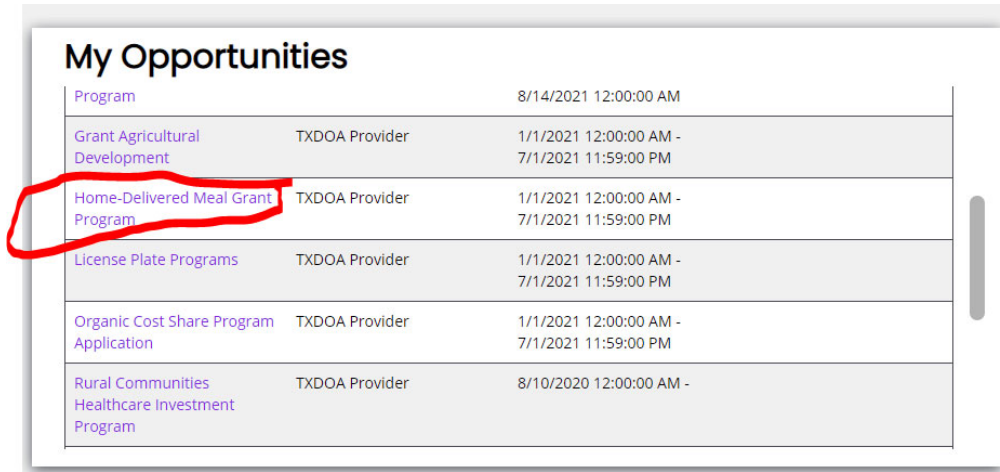 My Opportunities
Program 8/14/2021 12:00:00 AM
Grant Agricultural TXDOA Provider 1/1/2021 12:00:00 AM -
Development 7/1/2021 11:59:00 PM
Home-Delivered Meal Grant TXDOA Provider 1/1/2021 12:00:00 AM -
Program 7/1/2021 11:59:00 PM
License Plate Programs TXDOA Provider 1/1/2021 12:00:00 AM -
7/1/2021 11:59:00 PM
Organic Cost Share Program TXDOA Provider 1/1/2021 12:00:00 AM -
Application 7/1/2021 11:59:00 PM
Rural Communities TXDOA Provider 8/10/2020 12:00:00 AM -
Healthcare Investment
Program